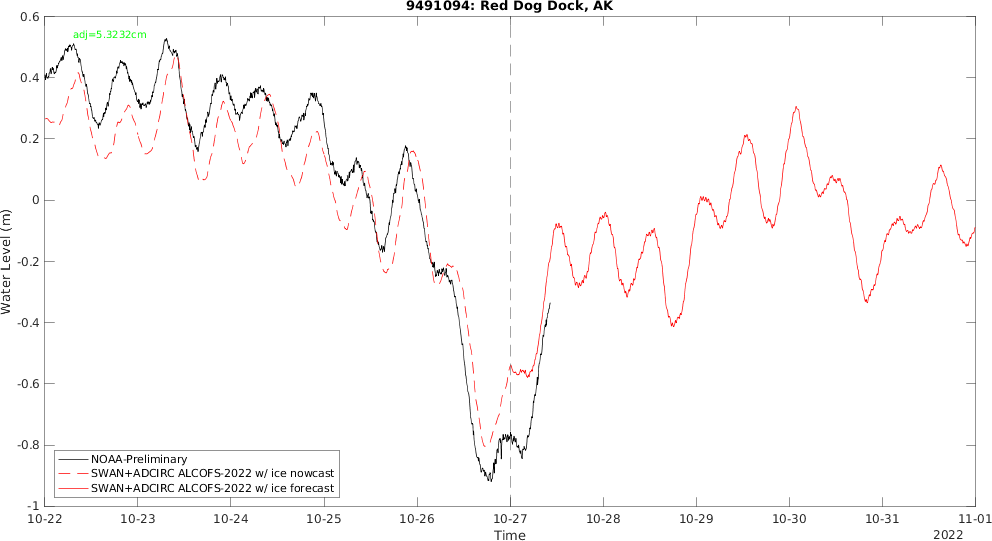 9491094: Red Dog Dock, AK
adj=5.3232cm
Water Level (m)
0.6
0.4
0.2
0
-0.2
-0.4
-0.6
-0.8
-1
NOAA-Preliminary
SWAN+ADCIRC ALCOFS-2022 w/ ice nowcast
SWAN+ADCIRC ALCOFS-2022 w/ ice forecast
10-22 10-23 10-24 10-25 10-26 10-27 10-28 10-29 10-30 10-31 11-01
Time
2022